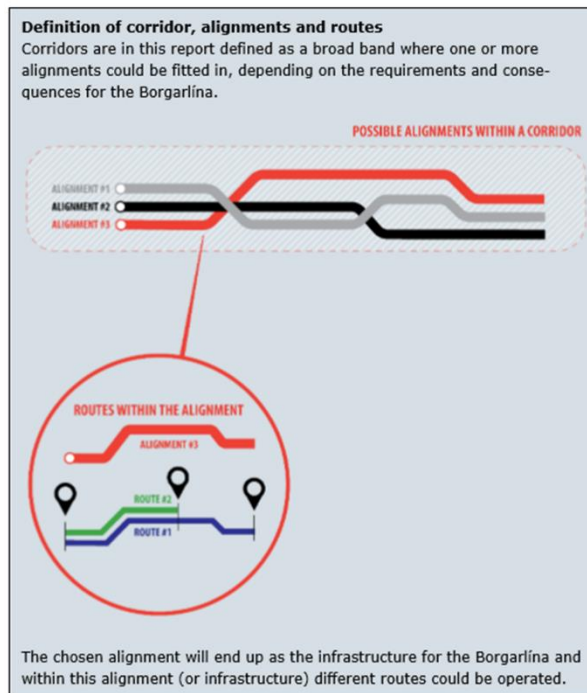 Definition of corridor, alignments and routes
Corridors are in this report defined as a broad band where one or more
alignments could be fitted in, depending on the requirements and conse-
quences for the Borgarlína.
POSSIBLE ALIGNMENTS WITHIN A CORRIDOR
ALIGNMENT #1
ALIGNMENT #2
ALIGNMENT #3
ROUTES WITHIN THE ALIGNMENT
ALIGNMENT #3
ROUTE #2
ROUTE #1
The chosen alignment will end up as the infrastructure for the Borgarlína and
within this alignment (or infrastructure) different routes could be operated.